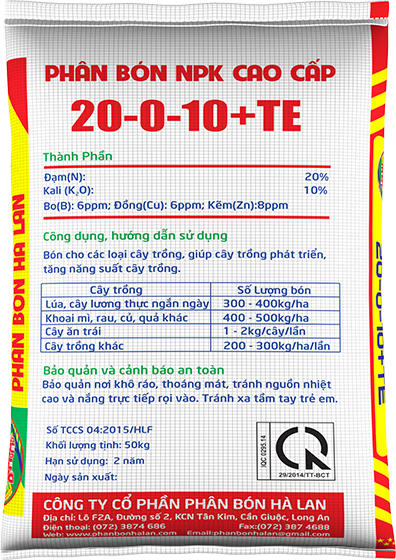 PHÂN BÓN NPK CAO CẤP
20-0-10+TE
Thành Phần
Đạm(N): 20%
Kali (K₂O): 10%
Bo(B): 6ppm; Đồng(Cu): 6ppm; Kẽm(Zn):8ppm
Công dụng, hướng dẫn sử dụng
Bón cho các loại cây trồng, giúp cây trồng phát triển,
tăng năng suất cây trồng.
Cây trồng Số Lượng bón
Lúa, cây lương thực ngắn ngày 300 - 400kg/ha
Khoai mì, rau, củ, quả khác 400 - 500kg/ha
Cây ăn trái 1 - 2kg/cây/lần
Cây trồng khác 200 - 300kg/ha/lần
Bảo quản và cảnh báo an toàn
Bảo quản nơi khô ráo, thoáng mát, tránh nguồn nhiệt
cao và nắng trực tiếp rọi vào. Tránh xa tầm tay trẻ em.
Số TCCS 04:2015/HLF
Khối lượng tịnh: 50kg
Hạn sử dụng: 2 năm
Ngày sản xuất:
IQC 0295.14
29/2014/TT-BCT
CÔNG TY CỔ PHẦN PHÂN BÓN HÀ LAN
Địa chỉ: Lô F2A, Đường số 2, KCN Tân Kim, Cần Giuộc, Long An
Điện thoại: (072) 3874 686 Fax:(072) 387 4688
Web:www.phanbonhalan.com Email:phanbonhalan@gmail.com
PHÂN BÓN HÀ LAN
20-0-10+TE